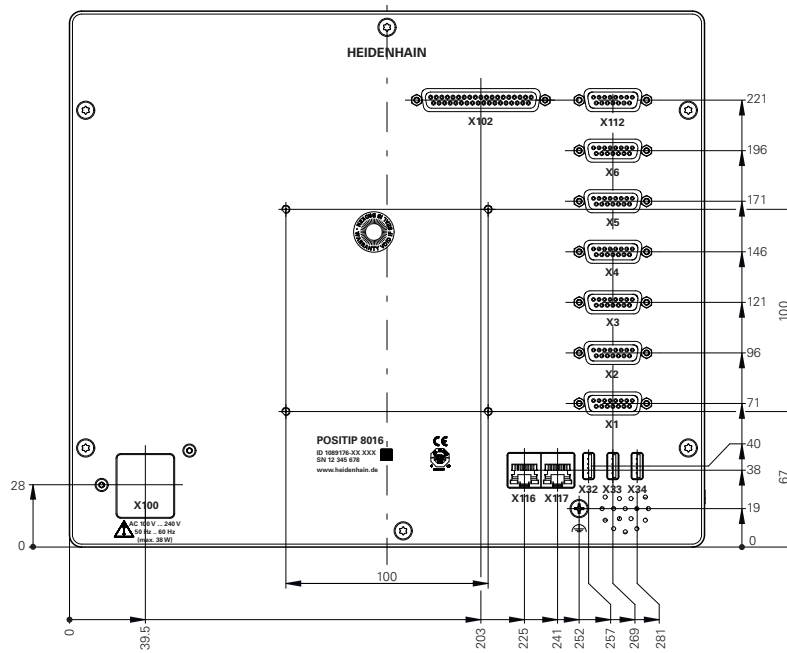 HEIDENHAIN
X102
X112
221
X6
196
X5
171
X4
146
X3
121
100
X2
96
X1
71
POSITIP 8016
ID 1089176-XX XXX
SN 12 345 678
www.heidenhain.de
CE
40
38
67
X100
X116
X117
X32
X33
X34
28
AC 100 V ... 240 V
50 Hz .. 60 Hz
(max. 38 W)
19
0
0
100
0
39.5
203
225
241
252
257
269
281